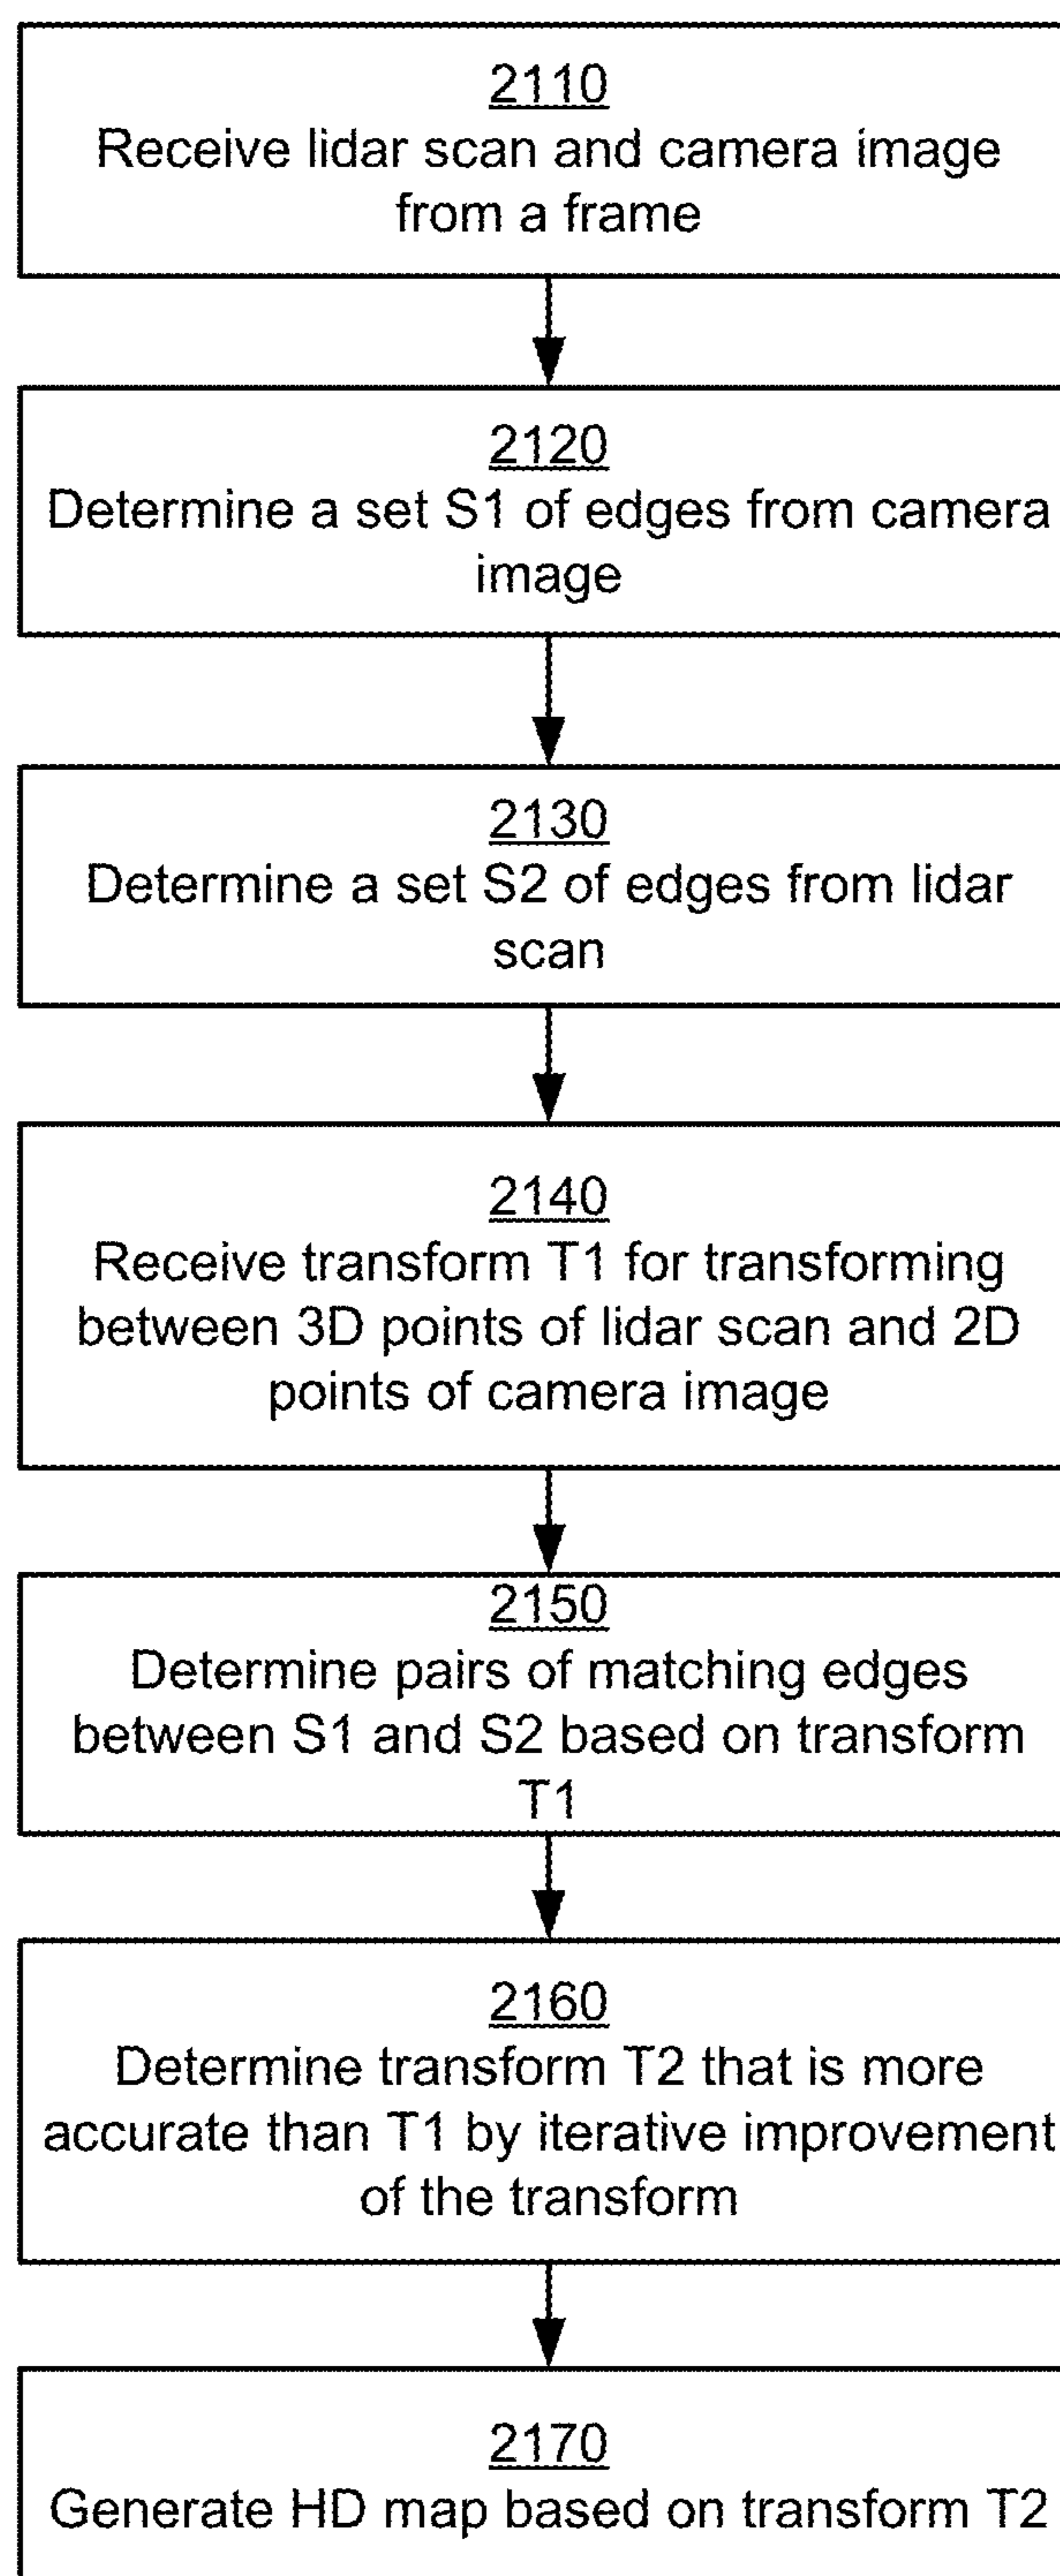 2110
Receive lidar scan and camera image
from a frame
2120
Determine a set S1 of edges from camera
image
2130
Determine a set S2 of edges from lidar
scan
2140
Receive transform T1 for transforming
between 3D points of lidar scan and 2D
points of camera image
2150
Determine pairs of matching edges
between S1 and S2 based on transform
T1
2160
Determine transform T2 that is more
accurate than T1 by iterative improvement
of the transform
2170
Generate HD map based on transform T2